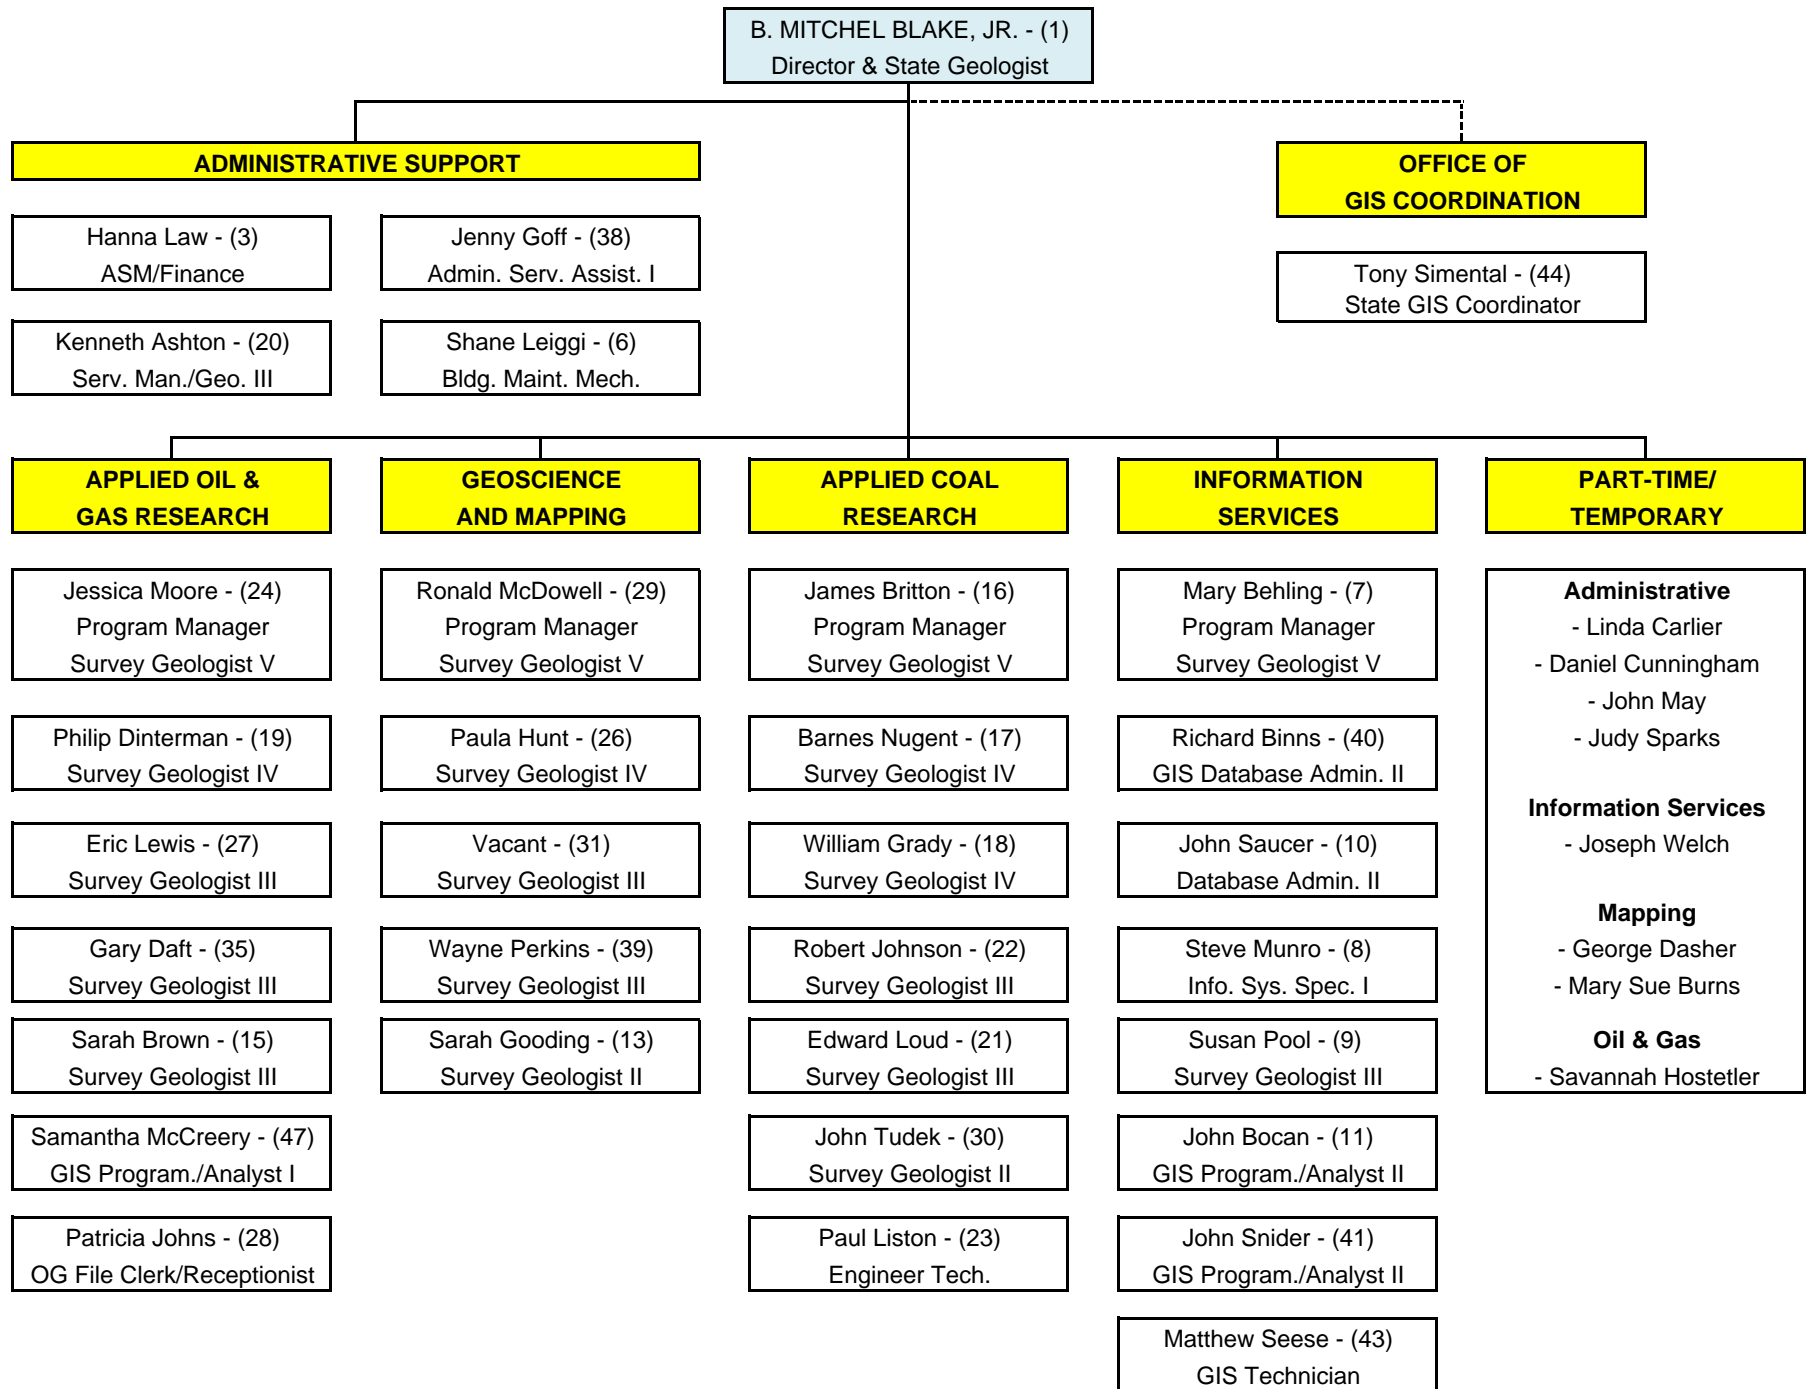 B. MITCHEL BLAKE, JR. - (1)
Director & State Geologist
ADMINISTRATIVE SUPPORT
Hanna Law - (3)
ASM/Finance
Jenny Goff - (38)
Admin. Serv. Assist. I
Kenneth Ashton - (20)
Serv. Man./Geo. III
Shane Leiggi - (6)
Bldg. Maint. Mech.
OFFICE OF
GIS COORDINATION
Tony Simental - (44)
State GIS Coordinator
APPLIED OIL &
GAS RESEARCH
Jessica Moore - (24)
Program Manager
Survey Geologist V
Philip Dinterman - (19)
Survey Geologist IV
Eric Lewis - (27)
Survey Geologist III
Gary Daft - (35)
Survey Geologist III
Sarah Brown - (15)
Survey Geologist III
Samantha McCreery - (47)
GIS Program./Analyst I
Patricia Johns - (28)
OG File Clerk/Receptionist
GEOSCIENCE
AND MAPPING
Ronald McDowell - (29)
Program Manager
Survey Geologist V
Paula Hunt - (26)
Survey Geologist IV
Vacant - (31)
Survey Geologist III
Wayne Perkins - (39)
Survey Geologist III
Sarah Gooding - (13)
Survey Geologist II
APPLIED COAL
RESEARCH
James Britton - (16)
Program Manager
Survey Geologist V
Barnes Nugent - (17)
Survey Geologist IV
William Grady - (18)
Survey Geologist IV
Robert Johnson - (22)
Survey Geologist III
Edward Loud - (21)
Survey Geologist III
John Tudek - (30)
Survey Geologist II
Paul Liston - (23)
Engineer Tech.
INFORMATION
SERVICES
Mary Behling - (7)
Program Manager
Survey Geologist V
Richard Binns - (40)
GIS Database Admin. II
John Saucer - (10)
Database Admin. II
Steve Munro - (8)
Info. Sys. Spec. I
Susan Pool - (9)
Survey Geologist III
John Bocan - (11)
GIS Program./Analyst II
John Snider - (41)
GIS Program./Analyst II
Matthew Seese - (43)
GIS Technician
PART-TIME/
TEMPORARY
Administrative
- Linda Carlier
- Daniel Cunningham
- John May
- Judy Sparks
Information Services
- Joseph Welch
Mapping
- George Dasher
- Mary Sue Burns
Oil & Gas
- Savannah Hostetler